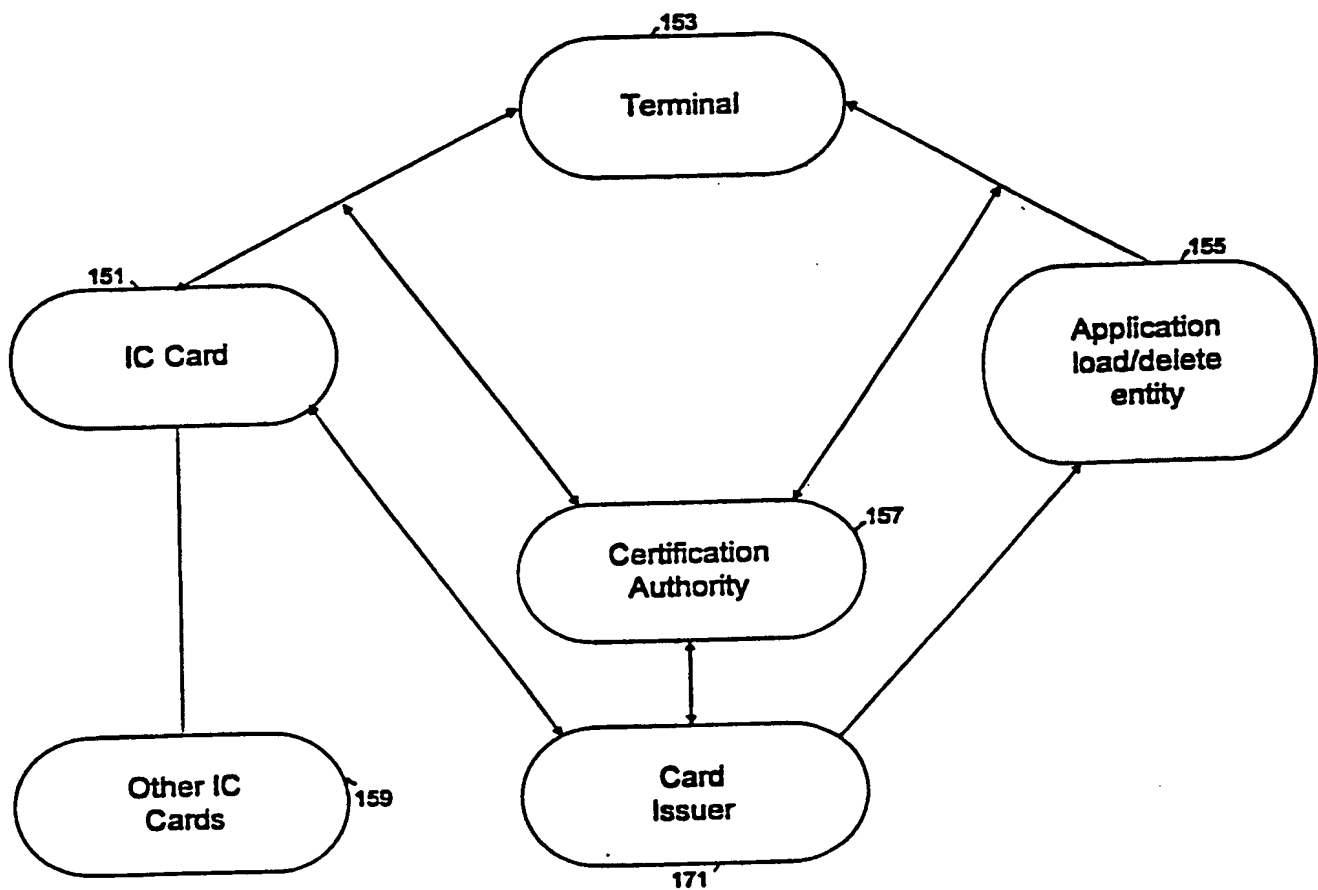 153
Terminal
151
IC Card
155
Application
load/delete
entity
157
Certification
Authority
Other IC
Cards
159
Card
Issuer
171